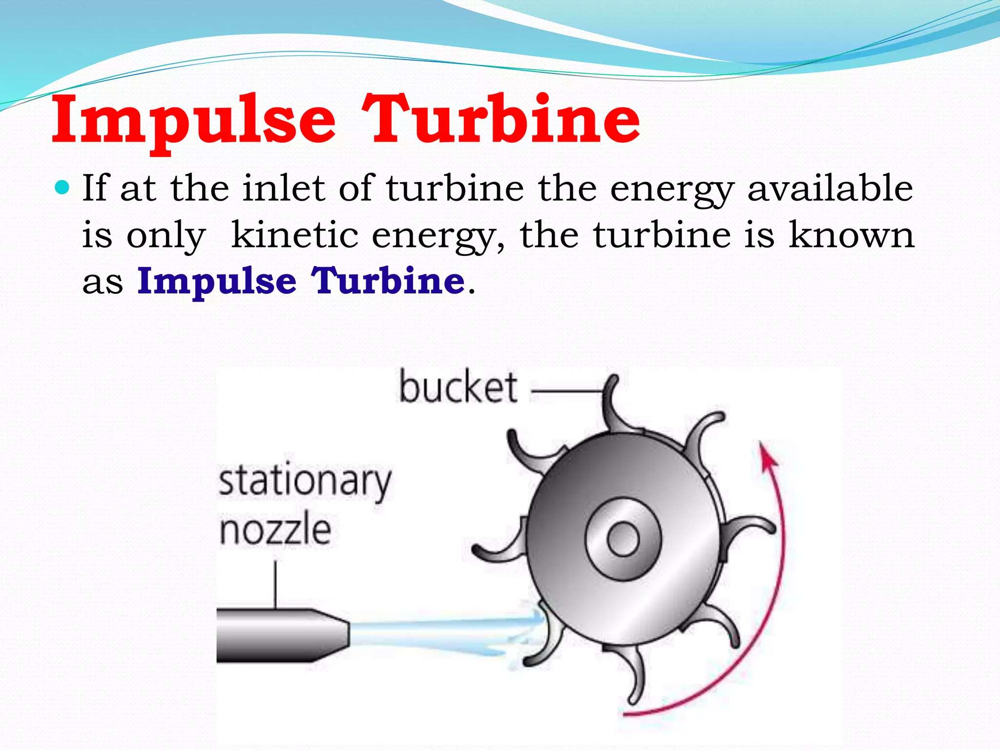 Impulse Turbine
If at the inlet of turbine the energy available
is only kinetic energy, the turbine is known
as Impulse Turbine.
bucket
stationary
nozzle